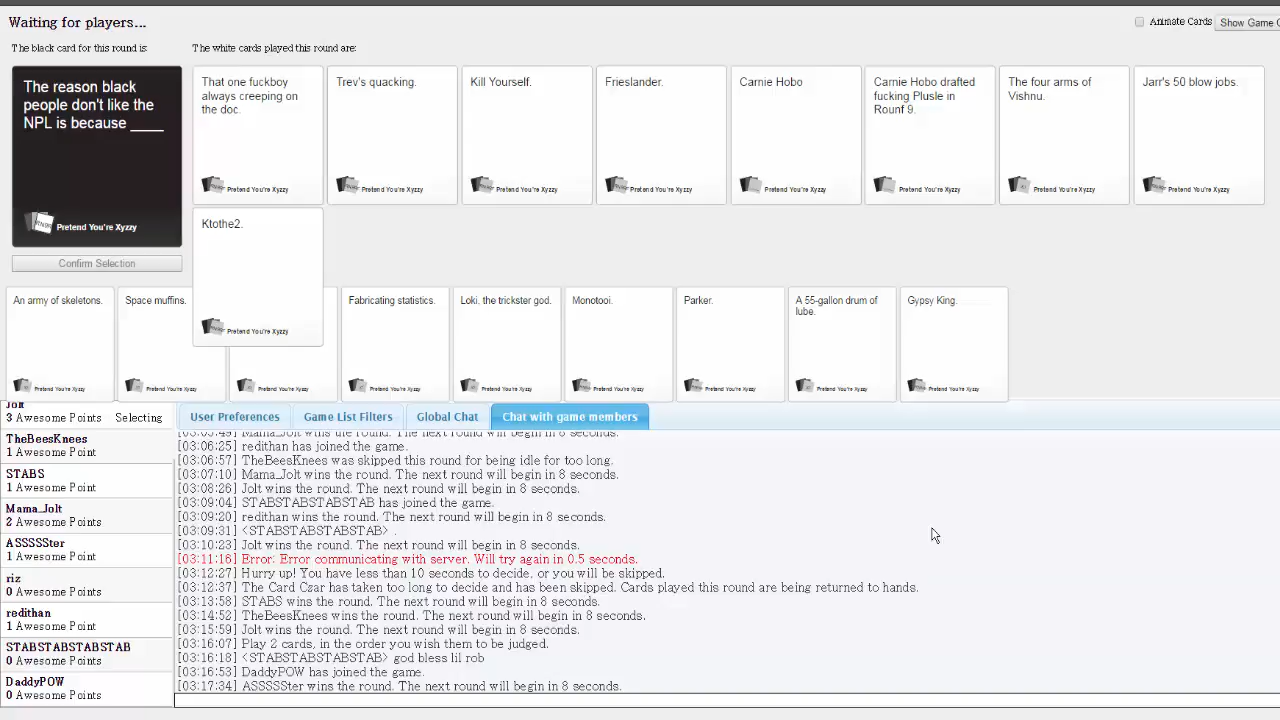 Waiting for players...
Animate Cards
Show Game
The black card for this round is:
The white cards played this round are:
The reason black
people don't like the
NPL is because ____
Pretend You're Xyzzy
Confirm Selection
That one fuckboy
always creeping on
the doc.
Pretend You're Xyzzy
Trev's quacking.
Pretend You're Xyzzy
Kill Yourself.
Pretend You're Xyzzy
Frieslander.
Pretend You're Xyzzy
Carnie Hobo
Pretend You're Xyzzy
Carnie Hobo drafted
fucking Plusle in
Rounf 9.
Pretend You're Xyzzy
The four arms of
Vishnu.
Pretend You're Xyzzy
Jarr's 50 blow jobs.
Pretend You're Xyzzy
Ktothe2.
Pretend You're Xyzzy
An army of skeletons.
Pretend You're Xyzzy
Space muffins.
Pretend You're Xyzzy
Pretend You're Xyzzy
Fabricating statistics.
Pretend You're Xyzzy
Loki, the trickster god.
Pretend You're Xyzzy
Monotooi.
Pretend You're Xyzzy
Parker.
Pretend You're Xyzzy
A 55-gallon drum of
lube.
Pretend You're Xyzzy
Gypsy King.
Pretend You're Xyzzy
Jolt
3 Awesome Points Selecting
TheBeesKnees
1 Awesome Point
STABS
1 Awesome Point
Mama_Jolt
2 Awesome Points
ASSSSSter
1 Awesome Point
riz
0 Awesome Points
redithan
1 Awesome Point
STABSTABSTABSTAB
0 Awesome Points
DaddyPOW
0 Awesome Points
User Preferences
Game List Filters
Global Chat
Chat with game members
[03:05:49] Mama_Jolt wins the round. The next round will begin in 8 seconds.
[03:06:25] redithan has joined the game.
[03:06:57] TheBeesKnees was skipped this round for being idle for too long.
[03:07:10] Mama_Jolt wins the round. The next round will begin in 8 seconds.
[03:08:26] Jolt wins the round. The next round will begin in 8 seconds.
[03:09:04] STABSTABSTABSTAB has joined the game.
[03:09:20] redithan wins the round. The next round will begin in 8 seconds.
[03:09:31] <STABSTABSTABSTAB> .
[03:10:23] Jolt wins the round. The next round will begin in 8 seconds.
[03:11:16] Error: Error communicating with server. Will try again in 0.5 seconds.
[03:12:27] Hurry up! You have less than 10 seconds to decide, or you will be skipped.
[03:12:37] The Card Czar has taken too long to decide and has been skipped. Cards played this round are being returned to hands.
[03:13:58] STABS wins the round. The next round will begin in 8 seconds.
[03:14:52] TheBeesKnees wins the round. The next round will begin in 8 seconds.
[03:15:59] Jolt wins the round. The next round will begin in 8 seconds.
[03:16:07] Play 2 cards, in the order you wish them to be judged.
[03:16:18] <STABSTABSTABSTAB> god bless lil rob
[03:16:53] DaddyPOW has joined the game.
[03:17:34] ASSSSSter wins the round. The next round will begin in 8 seconds.